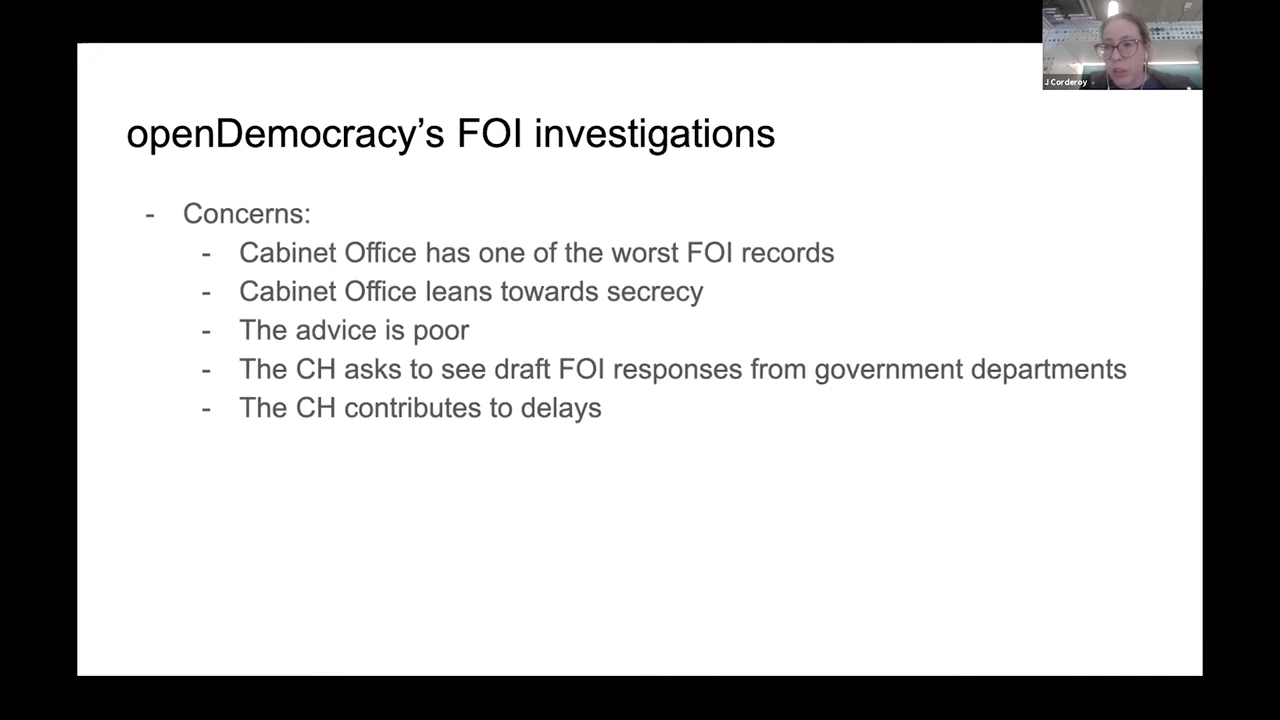 J Corderoy
openDemocracy’s FOI investigations
- Concerns:
- Cabinet Office has one of the worst FOI records
- Cabinet Office leans towards secrecy
- The advice is poor
- The CH asks to see draft FOI responses from government departments
- The CH contributes to delays